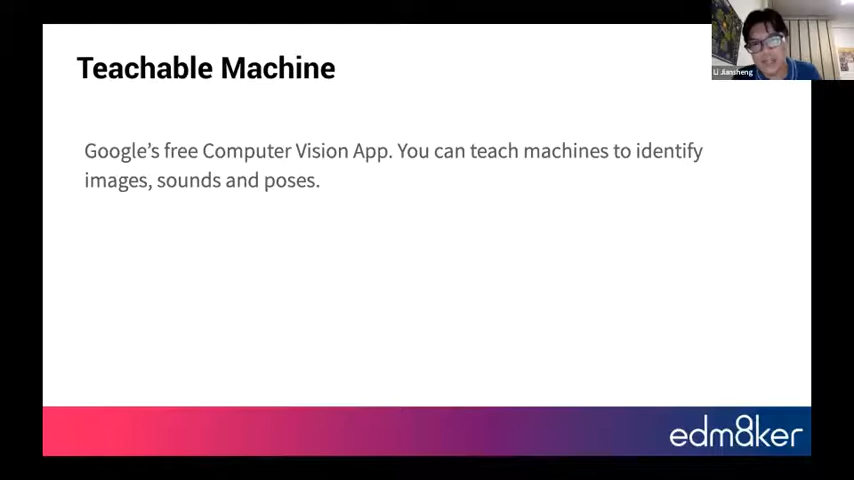 Teachable Machine
Li Jiansheng
Google's free Computer Vision App. You can teach machines to identify
images, sounds and poses.
edm8ker